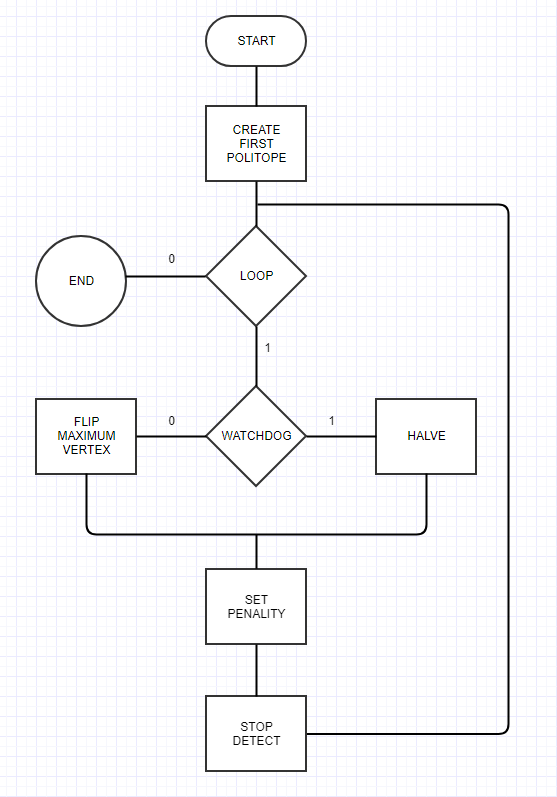 START
CREATE
FIRST
POLITOPE
0
END
LOOP
1
FLIP
MAXIMUM
VERTEX
0
WATCHDOG
1
HALVE
SET
PENALITY
STOP
DETECT